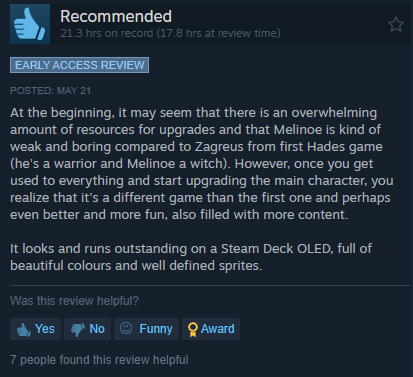 Recommended
21.3 hrs on record (17.8 hrs at review time)
EARLY ACCESS REVIEW
POSTED: MAY 21
At the beginning, it may seem that there is an overwhelming
amount of resources for upgrades and that Melinoe is kind of
weak and boring compared to Zagreus from first Hades game
(he's a warrior and Melinoe a witch). However, once you get
used to everything and start upgrading the main character, you
realize that it's a different game than the first one and perhaps
even better and more fun, also filled with more content.
It looks and runs outstanding on a Steam Deck OLED, full of
beautiful colours and well defined sprites.
Was this review helpful?
Yes No Funny Award
7 people found this review helpful